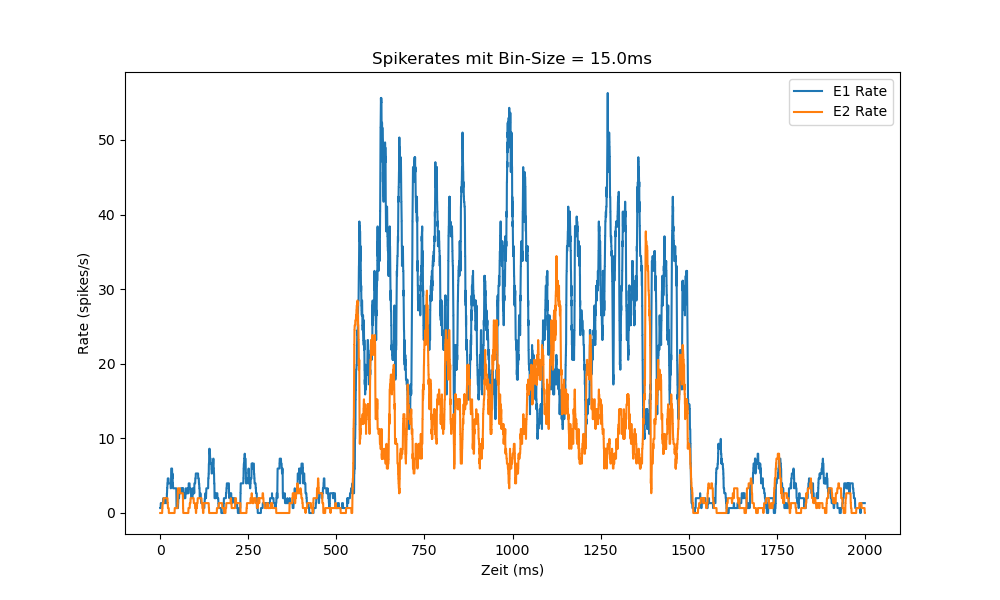 Spikerates mit Bin-Size = 15.0ms
E1 Rate
E2 Rate
Rate (spikes/s)
50
40
30
20
10
0
0 250 500 750 1000 1250 1500 1750 2000
Zeit (ms)